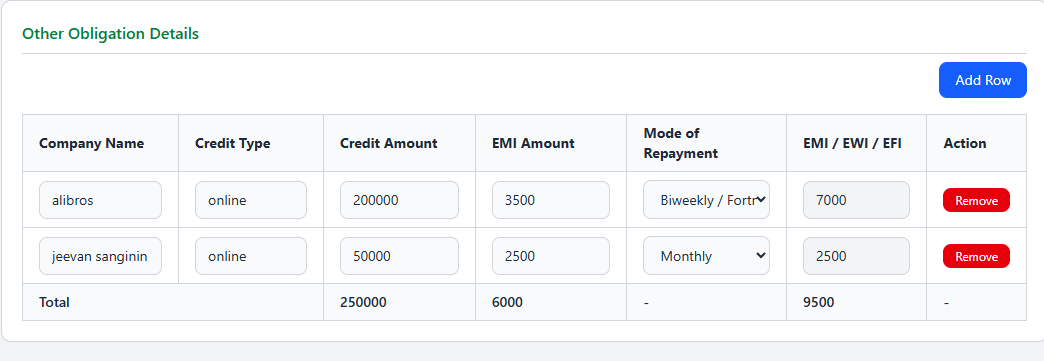 Other Obligation Details
Add Row
Company Name Credit Type Credit Amount EMI Amount Mode of Repayment EMI / EWI / EFI Action
alibros online 200000 3500 Biweekly / Fortr 7000 Remove
jeevan sanginin online 50000 2500 Monthly 2500 Remove
Total 250000 6000 - 9500 -